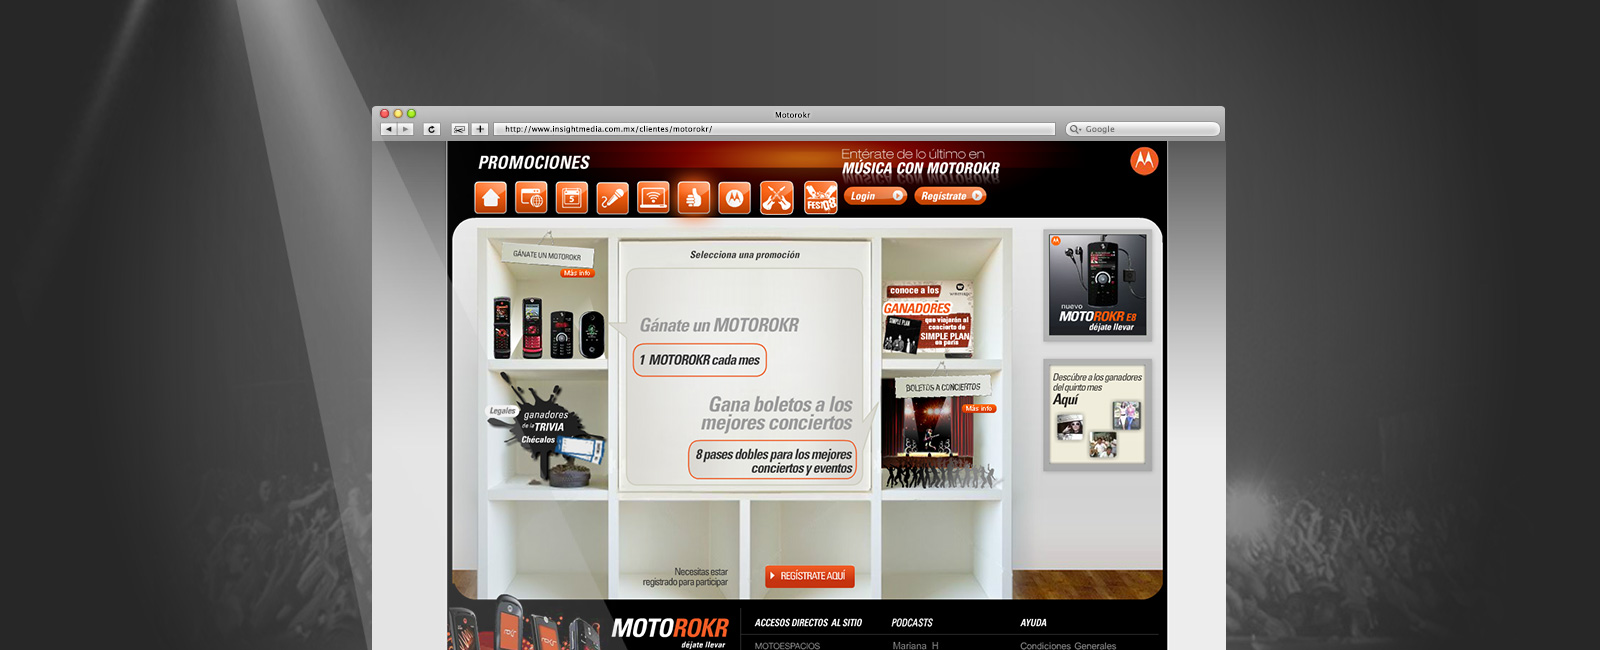 Motorokr
http://www.insightmedia.com.mx/clientes/motorokr/
Google
PROMOCIONES
Entérate de lo último en
MÚSICA CON MOTOROKR
5
FEST08
Login
Regístrate
GÁNATE UN MOTOROKR
Más info
Selecciona una promoción
Gánate un MOTOROKR
1 MOTOROKR cada mes
Gana boletos a los
mejores conciertos
8 pases dobles para los mejores
conciertos y eventos
conoce a los
GANADORES
que viajarán al
concierto de
SIMPLE PLAN
en parís
SIMPLE PLAN
BOLETOS A CONCIERTOS
Más info
Legales
ganadores
de la TRIVIA
Chécalos
nuevo
MOTOROKR E8
déjate llevar
Descúbre a los ganadores
del quinto mes
Aquí
Necesitas estar
registrado para participar
REGÍSTRATE AQUÍ
MOTOROKR
déjate llevar
ACCESOS DIRECTOS AL SITIO
PODCASTS
AYUDA
MOTOESPACIOS
Mariana H
Condiciones Generales